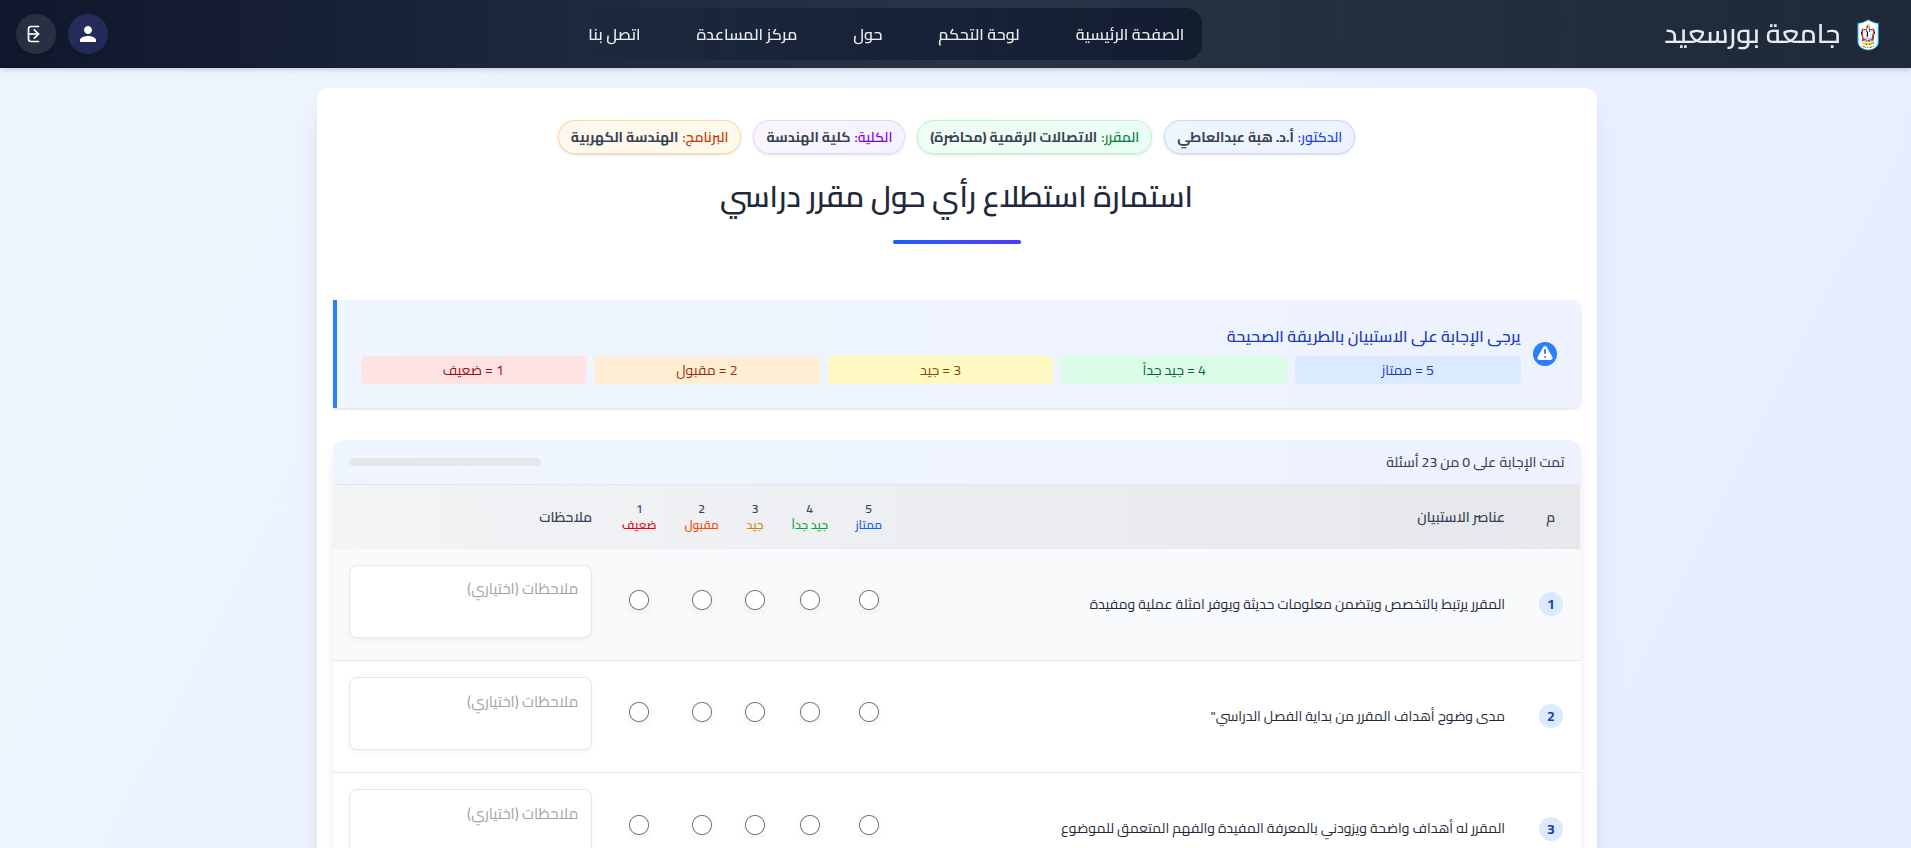 جامعة بورسعيد
الصفحة الرئيسية
لوحة التحكم
حول
مركز المساعدة
اتصل بنا
الدكتور: أ.د. هبة عبدالعاطي
المقرر: الاتصالات الرقمية (محاضرة)
الكلية: كلية الهندسة
البرنامج: الهندسة الكهربية
استمارة استطلاع رأي حول مقرر دراسي
يرجى الإجابة على الاستبيان بالطريقة الصحيحة
5 = ممتاز
4 = جيد جداً
3 = جيد
2 = مقبول
1 = ضعيف
تمت الإجابة على 0 من 23 أسئلة
م
عناصر الاستبيان
5
ممتاز
4
جيد جداً
3
جيد
2
مقبول
1
ضعيف
ملاحظات
1
المقرر يرتبط بالتخصص ويتضمن معلومات حديثة ويوفر امثلة عملية ومفيدة
ملاحظات (اختياري)
2
مدى وضوح أهداف المقرر من بداية الفصل الدراسي"
ملاحظات (اختياري)
3
المقرر له أهداف واضحة ويزودني بالمعرفة المفيدة والفهم المتعمق للموضوع
ملاحظات (اختياري)